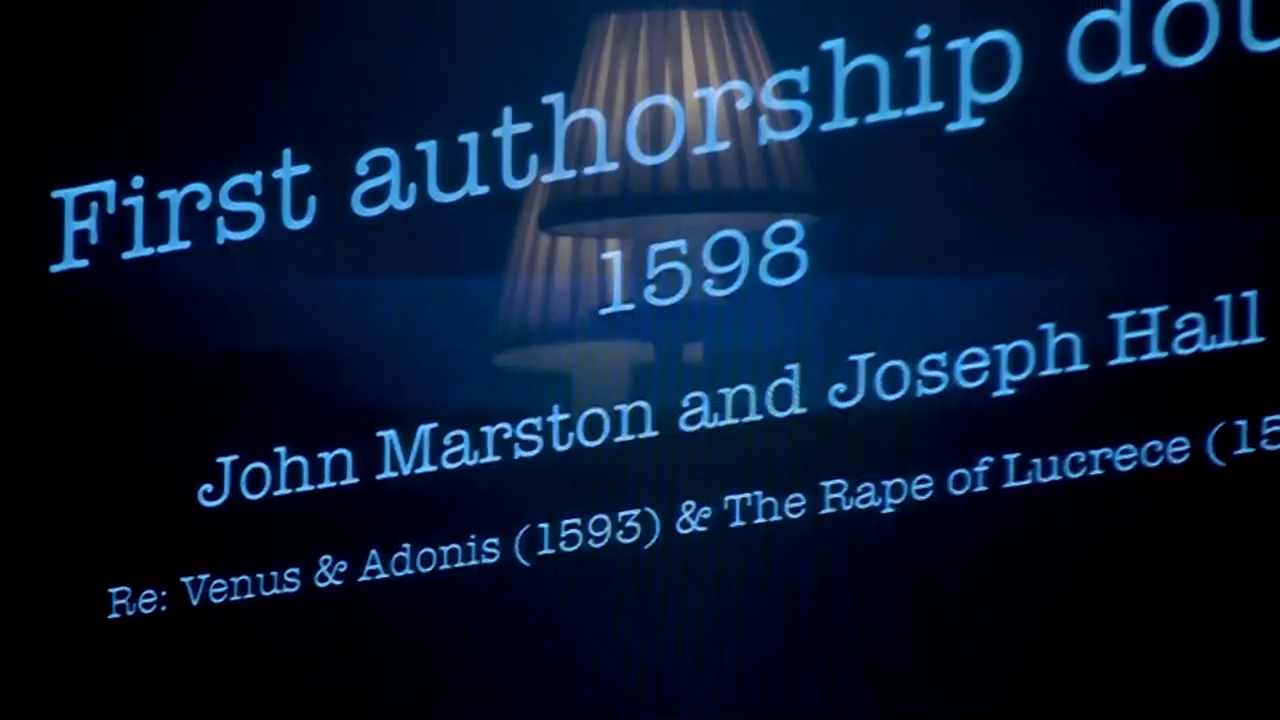 First authorship dou
1598
John Marston and Joseph Hall
Re: Venus & Adonis (1593) & The Rape of Lucrece (15